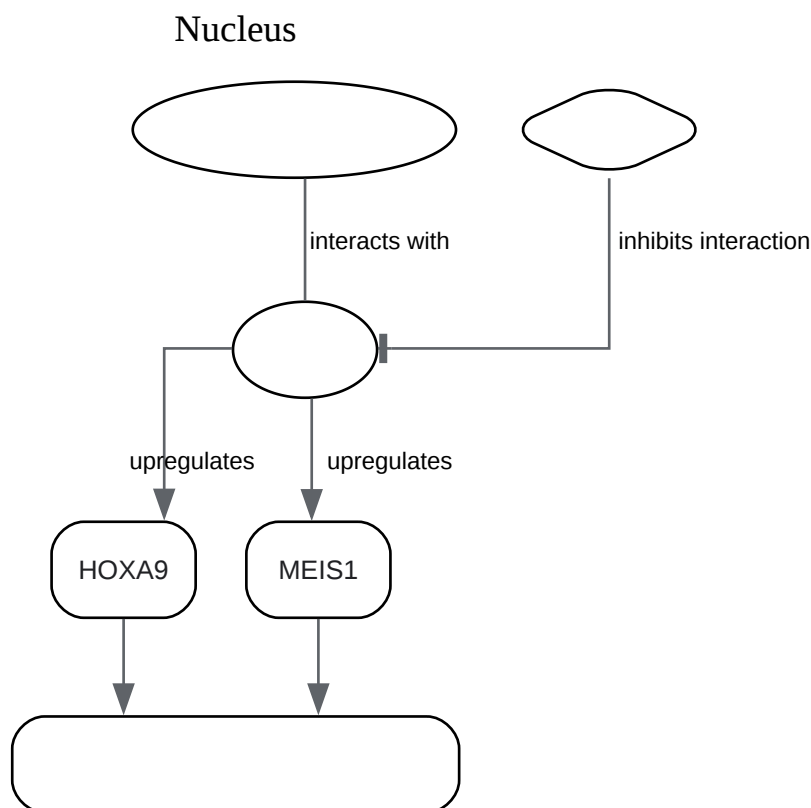 Nucleus
interacts with
inhibits interaction
upregulates
upregulates
HOXA9
MEIS1